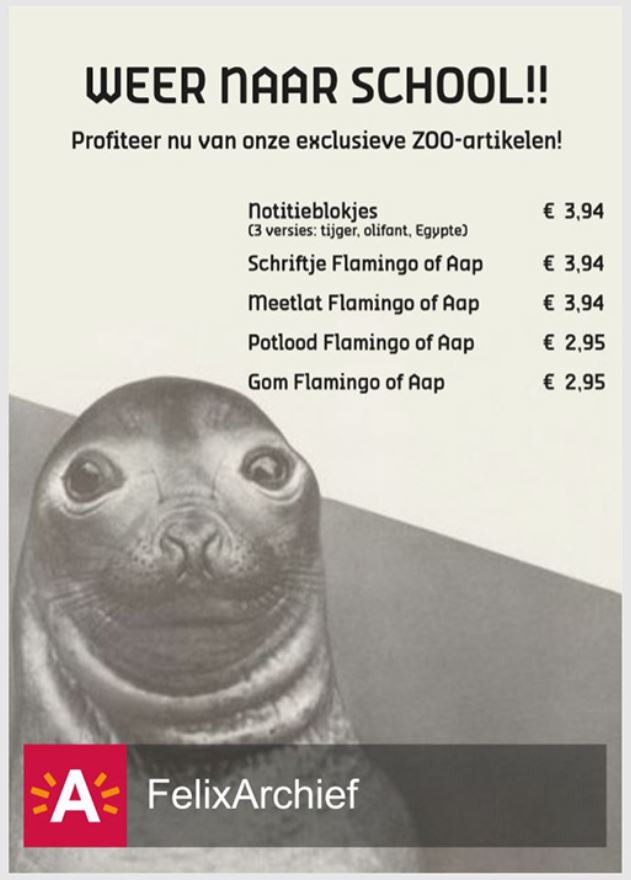 WEER NAAR SCHOOL!!
Profiteer nu van onze exclusieve ZOO-artikelen!
Notitieblokjes € 3,94
(3 versies: tijger, olifant, Egypte)
Schriftje Flamingo of Aap € 3,94
Meetlat Flamingo of Aap € 3,94
Potlood Flamingo of Aap € 2,95
Gom Flamingo of Aap € 2,95
A FelixArchief